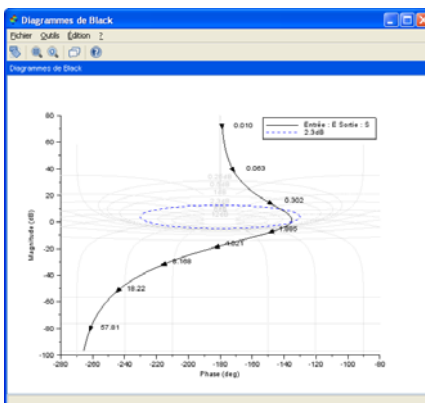 Diagrammes de Black
Fichier Outils Édition ?
Diagrammes de Black
Entrée : E Sortie : S
2.3dB
80
60
40
20
0
-20
-40
-60
-80
-100
Magnitude (dB)
0.010
0.063
0.302
1.885
4.821
8.168
18.22
57.81
-280 -260 -240 -220 -200 -180 -160 -140 -120 -100 -80
Phase (deg)